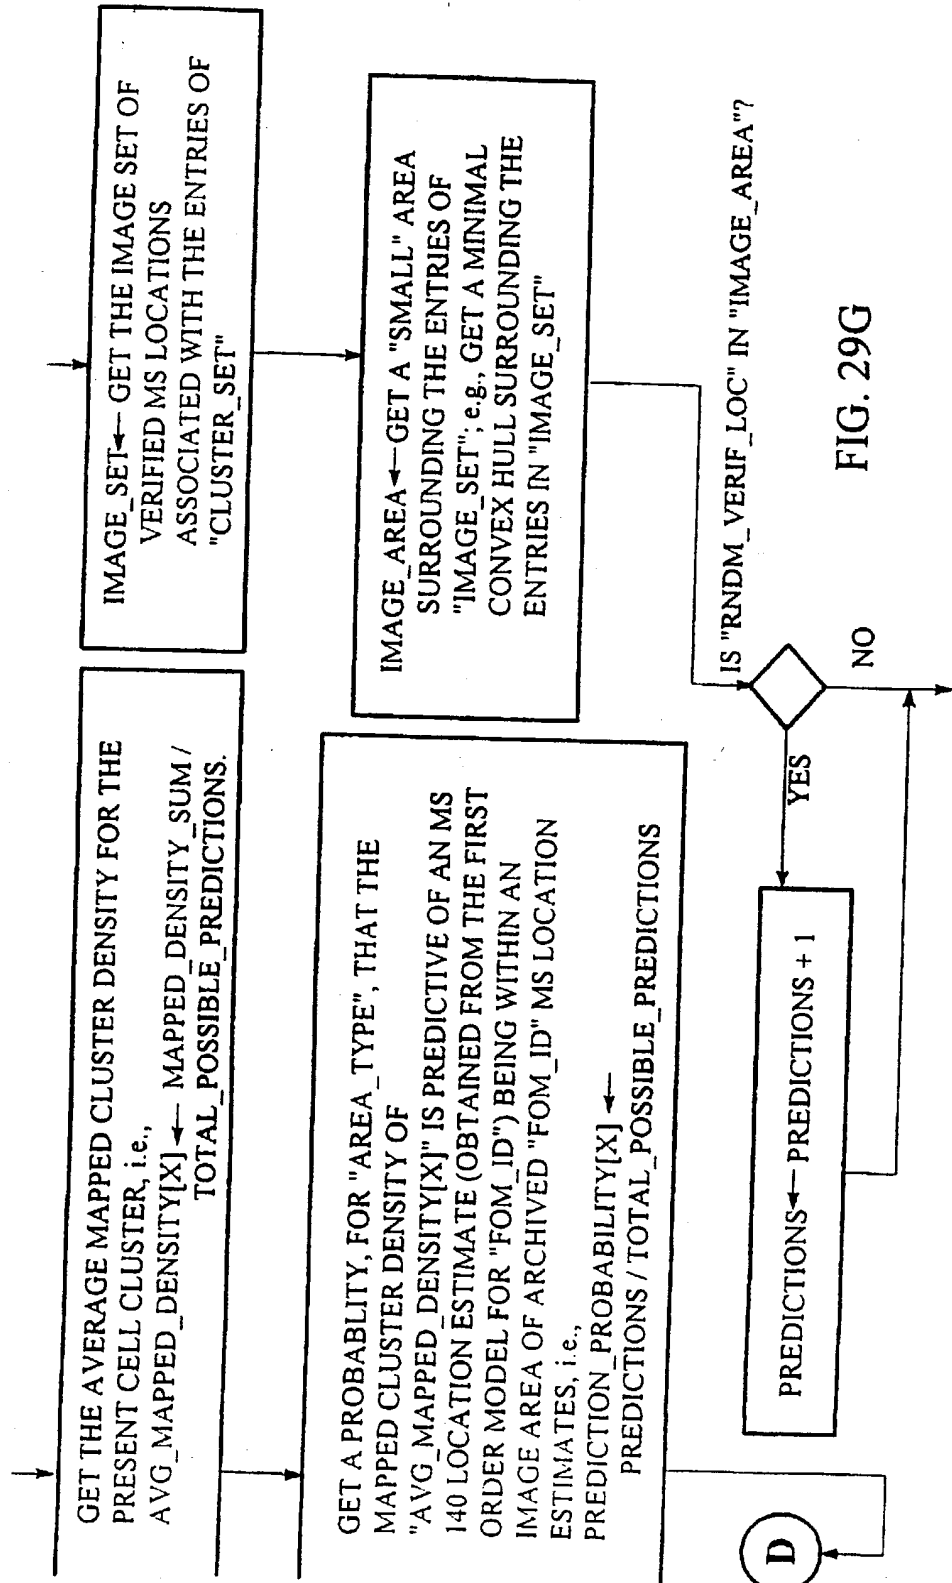 GET THE AVERAGE MAPPED CLUSTER DENSITY FOR THE
PRESENT CELL CLUSTER, i.e.,
AVG_MAPPED_DENSITY[X] ← MAPPED_DENSITY_SUM /
TOTAL_POSSIBLE_PREDICTIONS.
GET A PROBABLITY, FOR "AREA_TYPE", THAT THE
MAPPED CLUSTER DENSITY OF
"AVG_MAPPED_DENSITY[X]" IS PREDICTIVE OF AN MS
140 LOCATION ESTIMATE (OBTAINED FROM THE FIRST
ORDER MODEL FOR "FOM_ID") BEING WITHIN AN
IMAGE AREA OF ARCHIVED "FOM_ID" MS LOCATION
ESTIMATES, i.e.,
PREDICTION_PROBABILITY[X] ←
PREDICTIONS / TOTAL_POSSIBLE_PREDICTIONS
D
IMAGE_SET ← GET THE IMAGE SET OF
VERIFIED MS LOCATIONS
ASSOCIATED WITH THE ENTRIES OF
"CLUSTER_SET"
IMAGE_AREA ← GET A "SMALL" AREA
SURROUNDING THE ENTRIES OF
"IMAGE_SET"; e.g., GET A MINIMAL
CONVEX HULL SURROUNDING THE
ENTRIES IN "IMAGE_SET"
IS "RNDM_VERIF_LOC" IN "IMAGE_AREA"?
YES
NO
PREDICTIONS ← PREDICTIONS + 1
FIG. 29G